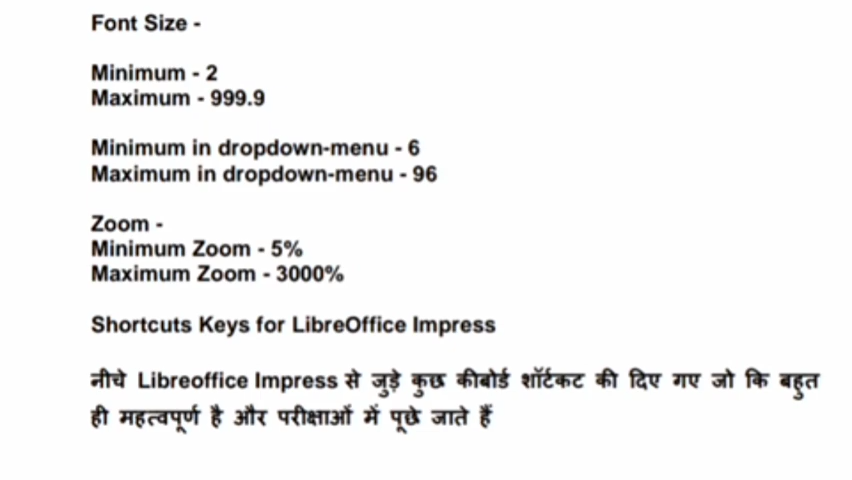 Font Size -
Minimum - 2
Maximum - 999.9
Minimum in dropdown-menu - 6
Maximum in dropdown-menu - 96
Zoom -
Minimum Zoom - 5%
Maximum Zoom - 3000%
Shortcuts Keys for LibreOffice Impress
नीचे Libreoffice Impress से जुड़े कुछ कीबोर्ड शॉर्टकट की दिए गए जो कि बहुत
ही महत्वपूर्ण है और परीक्षाओं में पूछे जाते हैं